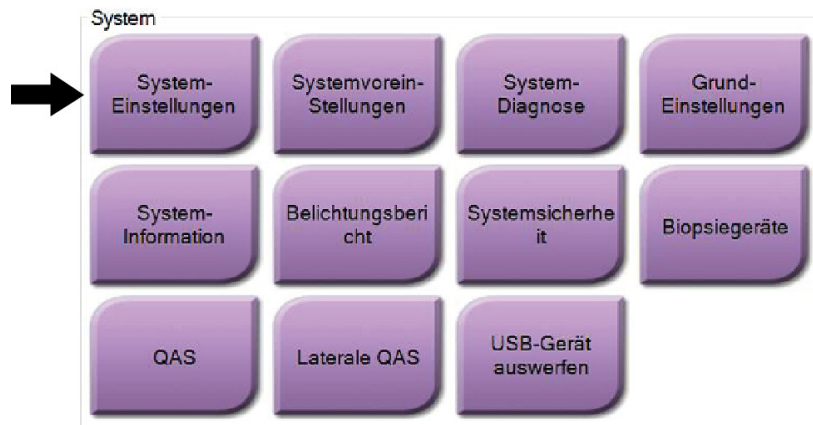 System
System-
Einstellungen
Systemvorein-
Stellungen
System-
Diagnose
Grund-
Einstellungen
System-
Information
Belichtungsberi
cht
Systemsicherhe
it
Biopsiegeräte
QAS
Laterale QAS
USB-Gerät
auswerfen